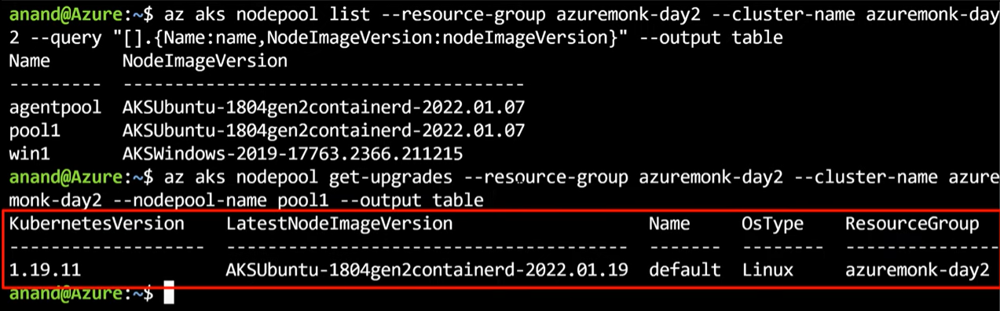 anand@Azure:~$ az aks nodepool list --resource-group azuremonk-day2 --cluster-name azuremonk-day
2 --query "[].{Name:name,NodeImageVersion:nodeImageVersion}" --output table
Name NodeImageVersion
--------- ---------------------------------------
agentpool AKSUbuntu-1804gen2containerd-2022.01.07
pool1 AKSUbuntu-1804gen2containerd-2022.01.07
win1 AKSWindows-2019-17763.2366.211215
anand@Azure:~$ az aks nodepool get-upgrades --resource-group azuremonk-day2 --cluster-name azure
monk-day2 --nodepool-name pool1 --output table
KubernetesVersion LatestNodeImageVersion Name OsType ResourceGroup
------------------- --------------------------------------- ------- -------- ---------------
1.19.11 AKSUbuntu-1804gen2containerd-2022.01.19 default Linux azuremonk-day2
anand@Azure:~$